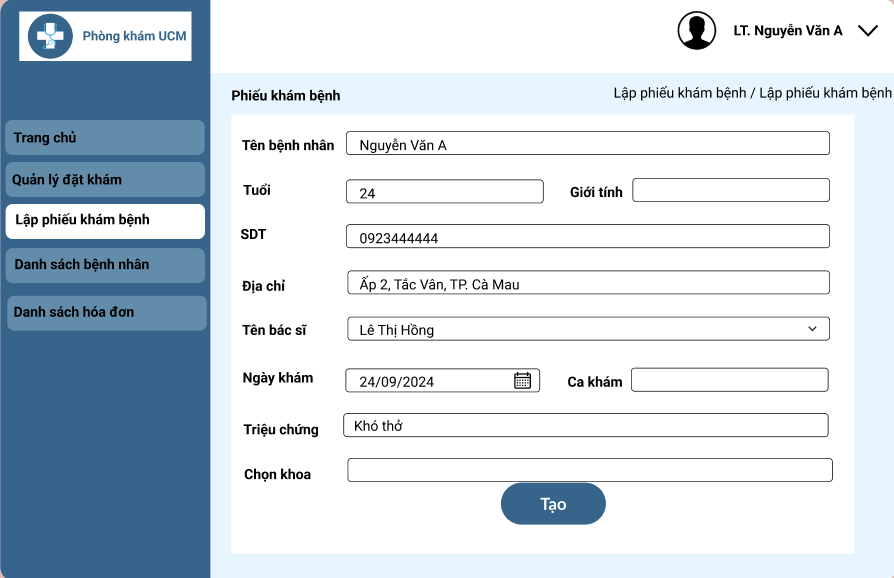 Phòng khám UCM
LT. Nguyễn Văn A
Trang chủ
Quản lý đặt khám
Lập phiếu khám bệnh
Danh sách bệnh nhân
Danh sách hóa đơn
Phiếu khám bệnh
Lập phiếu khám bệnh / Lập phiếu khám bệnh
Tên bệnh nhân Nguyễn Văn A
Tuổi 24 Giới tính
SDT 0923444444
Địa chỉ Ấp 2, Tắc Vân, TP. Cà Mau
Tên bác sĩ Lê Thị Hồng
Ngày khám 24/09/2024 Ca khám
Triệu chứng Khó thở
Chọn khoa
Tạo